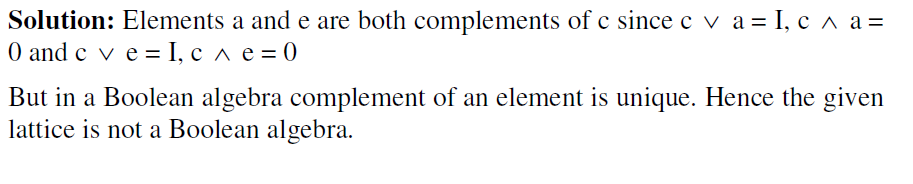 Solution: Elements a and e are both complements of c since c ∨ a = I, c ∧ a =
0 and c ∨ e = I, c ∧ e = 0
But in a Boolean algebra complement of an element is unique. Hence the given
lattice is not a Boolean algebra.